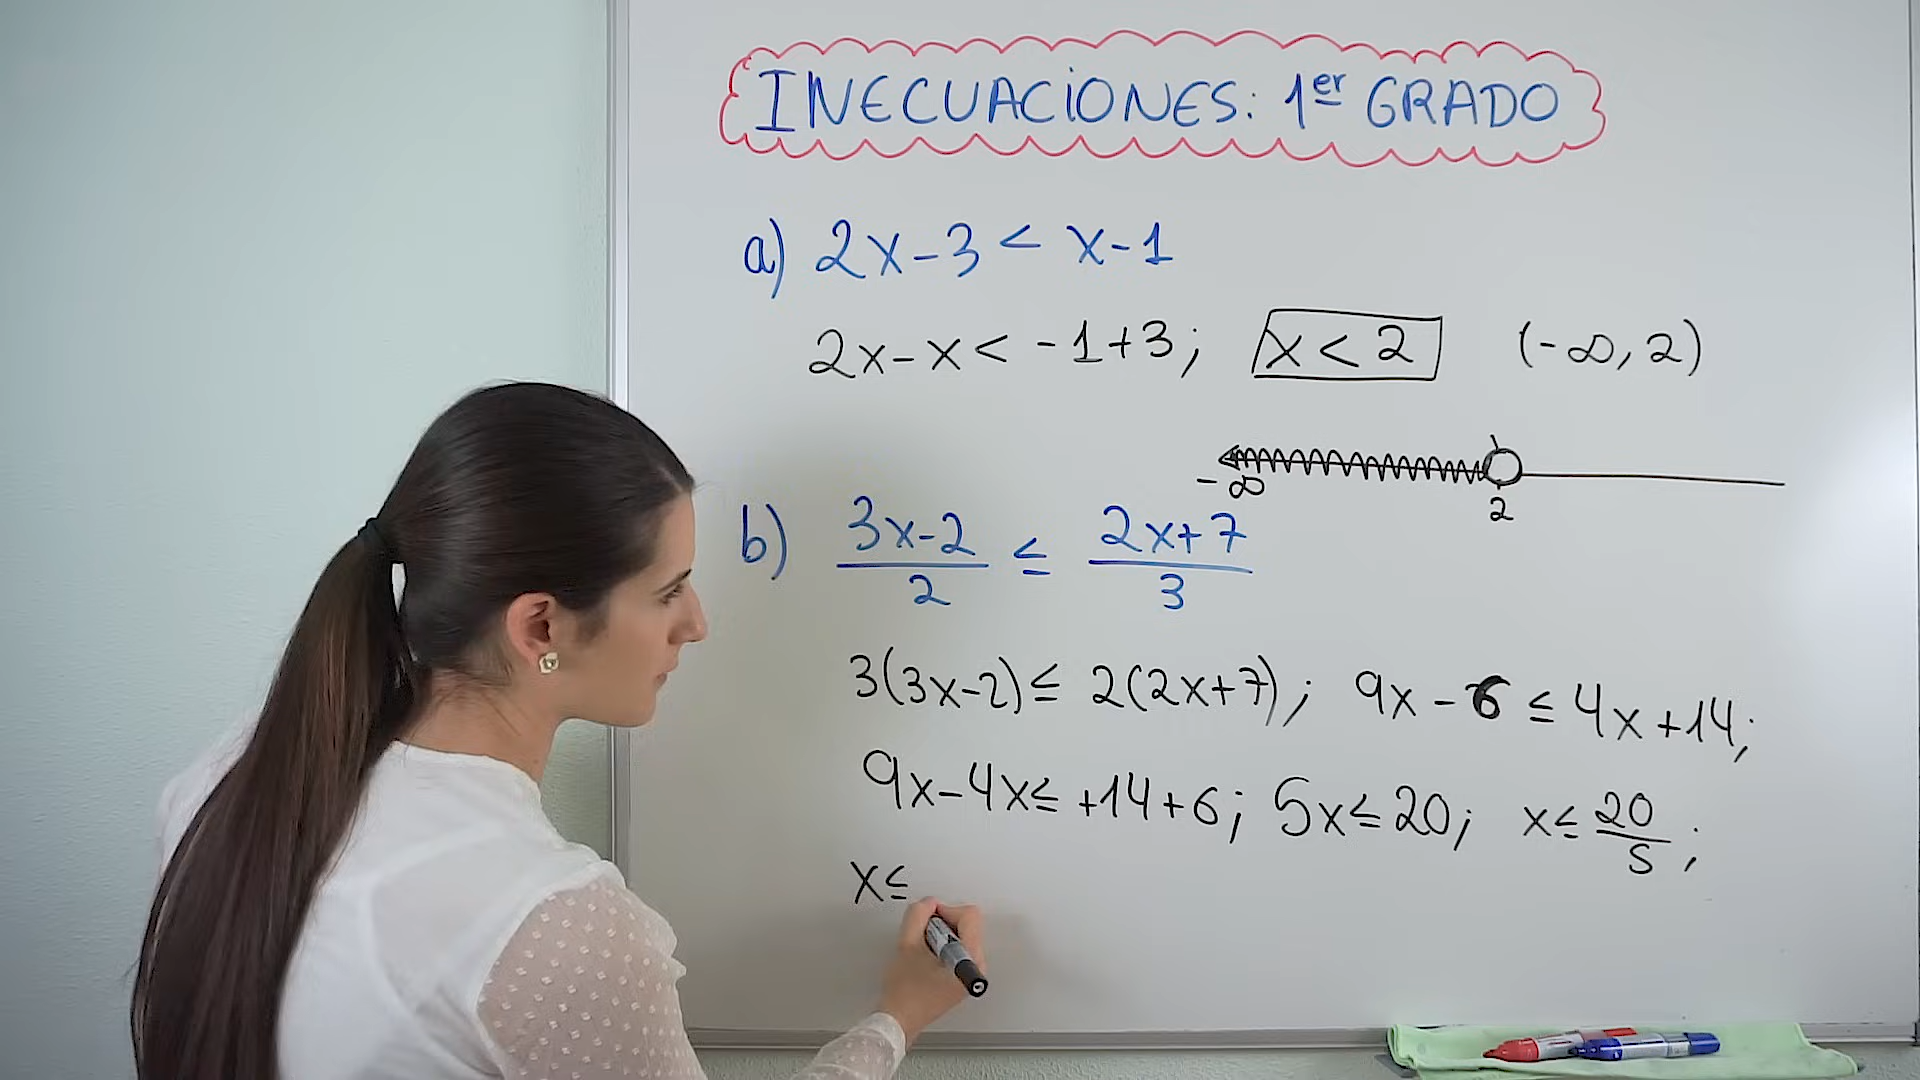 INECUACIONES: 1er GRADO
a) 2x-3 < x-1
2x-x < -1+3; x < 2 (-∞, 2)
-∞ 2
b) (3x-2)/2 ≤ (2x+7)/3
3(3x-2) ≤ 2(2x+7); 9x-6 ≤ 4x+14;
9x-4x ≤ +14+6; 5x ≤ 20; x ≤ 20/5;
x ≤